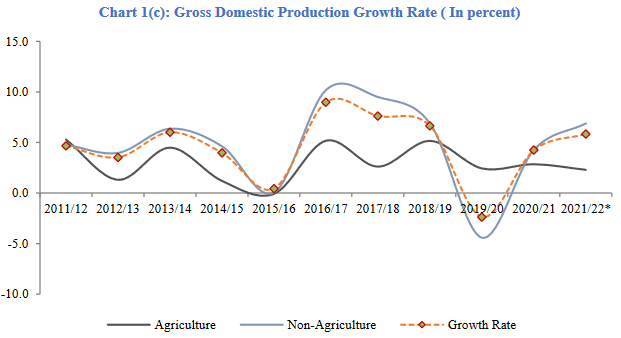 Chart 1(c): Gross Domestic Production Growth Rate ( In percent)
15.0
10.0
5.0
0.0
2011/12 2012/13 2013/14 2014/15 2015/16 2016/17 2017/18 2018/19 2019/20 2020/21 2021/22*
-5.0
-10.0
Agriculture Non-Agriculture Growth Rate